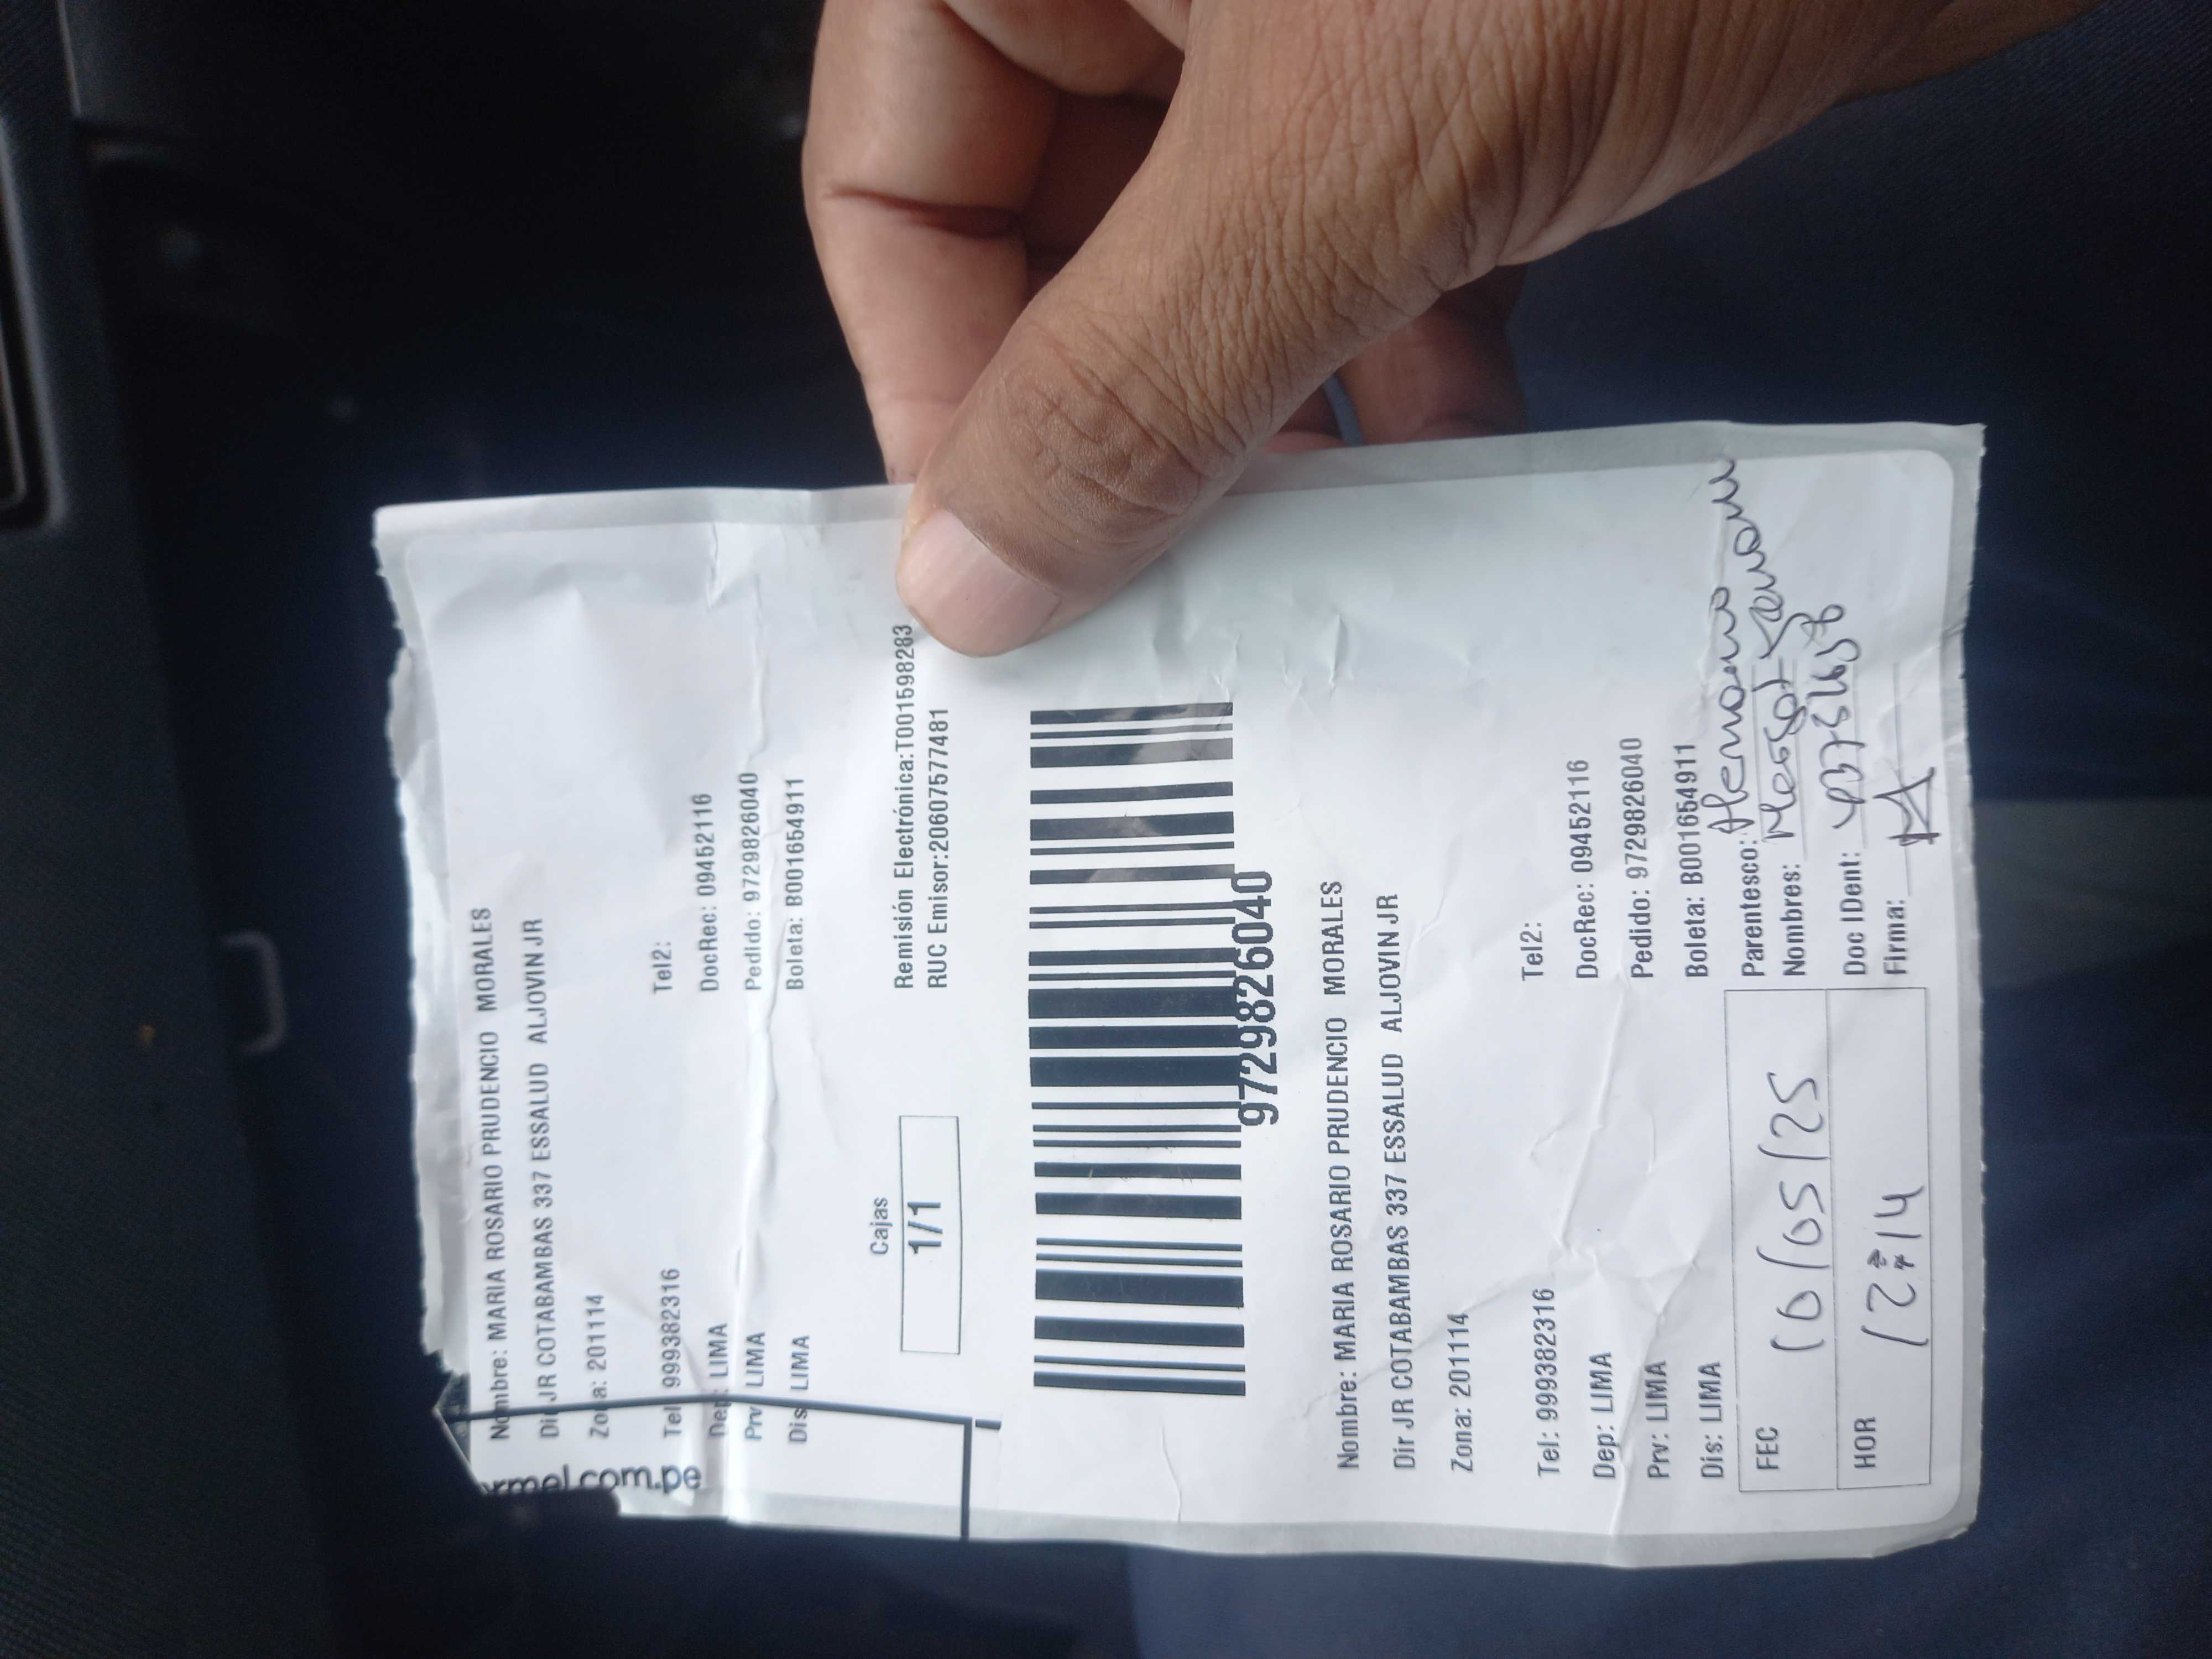 ormel.com.pe
Nombre: MARIA ROSARIO PRUDENCIO MORALES
Dir JR COTABAMBAS 337 ESSALUD ALJOVIN JR
Zona: 201114
Tel 999382316 Tel2:
Dep: LIMA DocRec: 09452116
Prv LIMA Pedido: 9729826040
Dis LIMA Boleta: B001654911
Cajas
1/1
Remisión Electrónica:T001598283
RUC Emisor:20607577481
9729826040
Nombre: MARIA ROSARIO PRUDENCIO MORALES
Dir JR COTABAMBAS 337 ESSALUD ALJOVIN JR
Zona: 201114
Tel: 999382316 Tel2:
Dep: LIMA DocRec: 09452116
Prv: LIMA Pedido: 9729826040
Dis: LIMA Boleta: B001654911
FEC 10/05/25 Parentesco: Hermano
Nombres:
HOR 12:14 Doc IDent:
Firma: